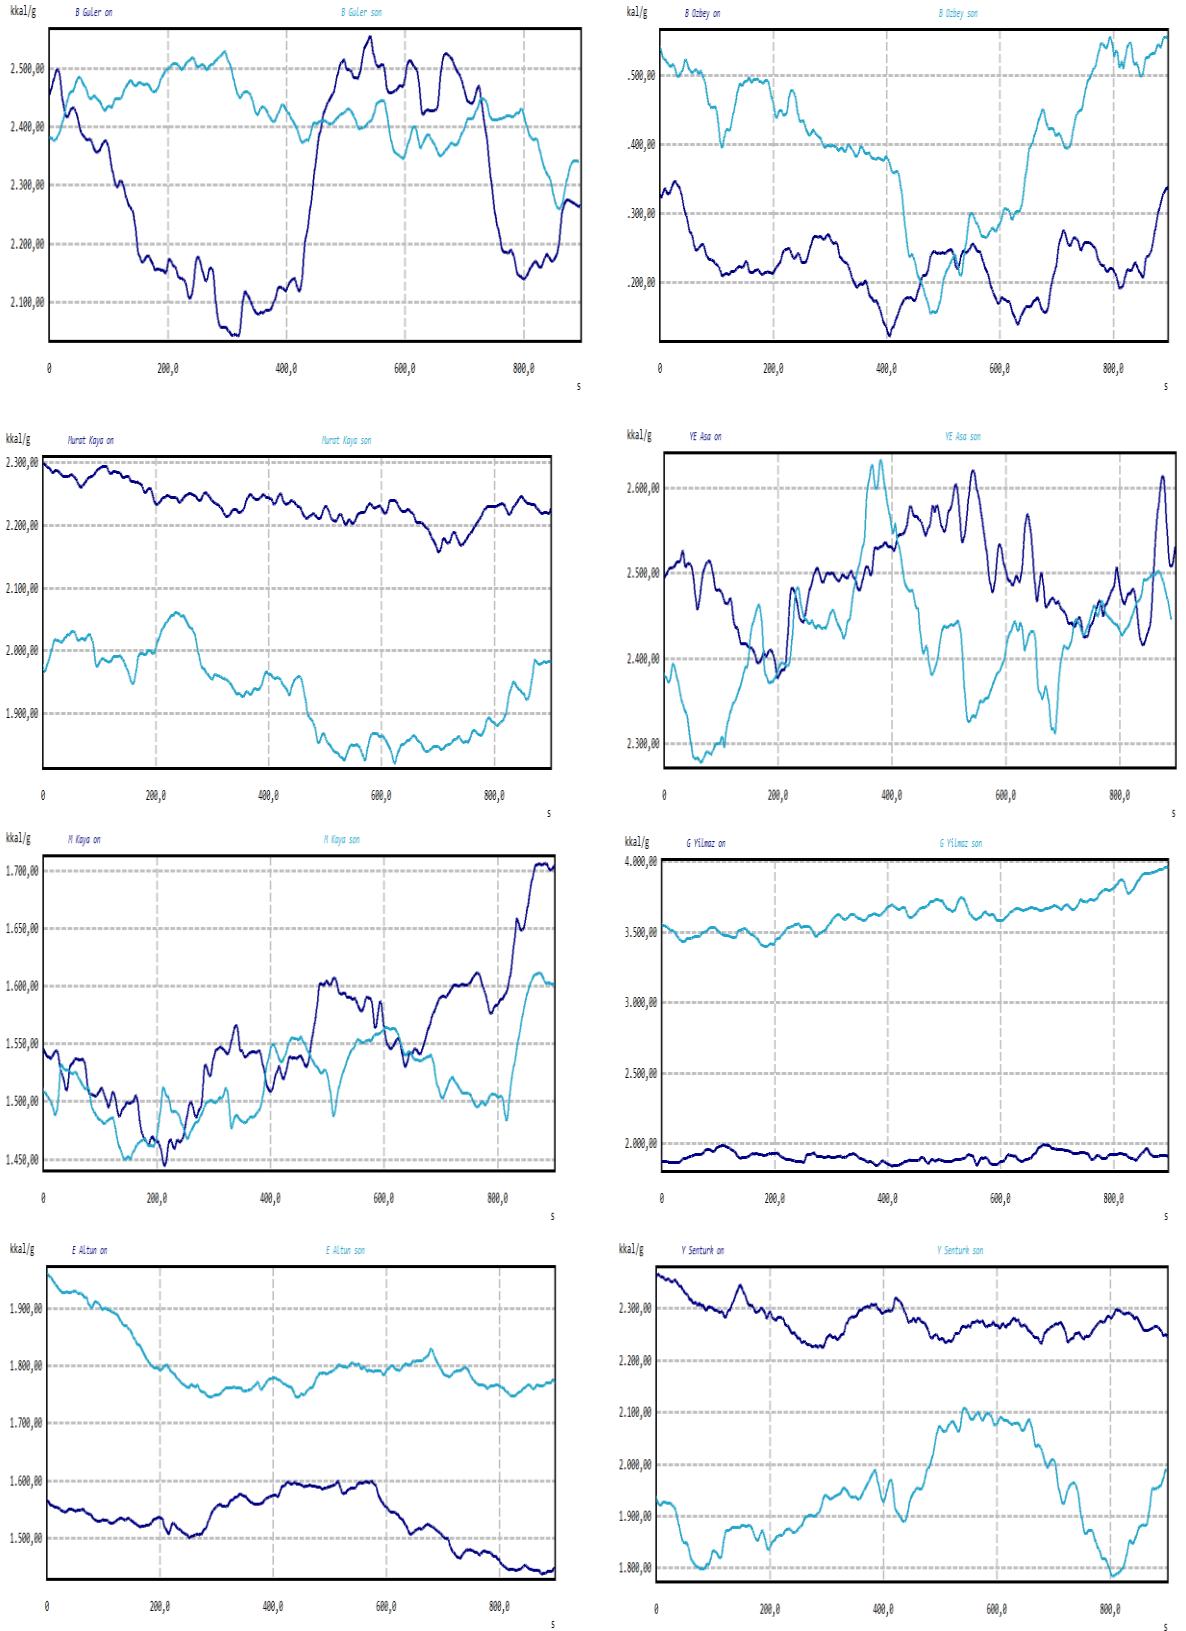 kkal/g B Guler on B Guler son
2.500,00
2.400,00
2.300,00
2.200,00
2.100,00
0 200,0 400,0 600,0 800,0
s
kal/g B Ozbey on B Ozbey son
.500,00
.400,00
.300,00
.200,00
0 200,0 400,0 600,0 800,0
s
kkal/g Murat Kaya on Murat Kaya son
2.300,00
2.200,00
2.100,00
2.000,00
1.900,00
0 200,0 400,0 600,0 800,0
s
kkal/g YE Asa on YE Asa son
2.600,00
2.500,00
2.400,00
2.300,00
0 200,0 400,0 600,0 800,0
s
kkal/g M Kaya on M Kaya son
1.700,00
1.650,00
1.600,00
1.550,00
1.500,00
1.450,00
0 200,0 400,0 600,0 800,0
s
kkal/g G Yilmaz on G Yilmaz son
4.000,00
3.500,00
3.000,00
2.500,00
2.000,00
0 200,0 400,0 600,0 800,0
s
kkal/g E Altun on E Altun son
1.900,00
1.800,00
1.700,00
1.600,00
1.500,00
0 200,0 400,0 600,0 800,0
s
kkal/g Y Senturk on Y Senturk son
2.300,00
2.200,00
2.100,00
2.000,00
1.900,00
1.800,00
0 200,0 400,0 600,0 800,0
s